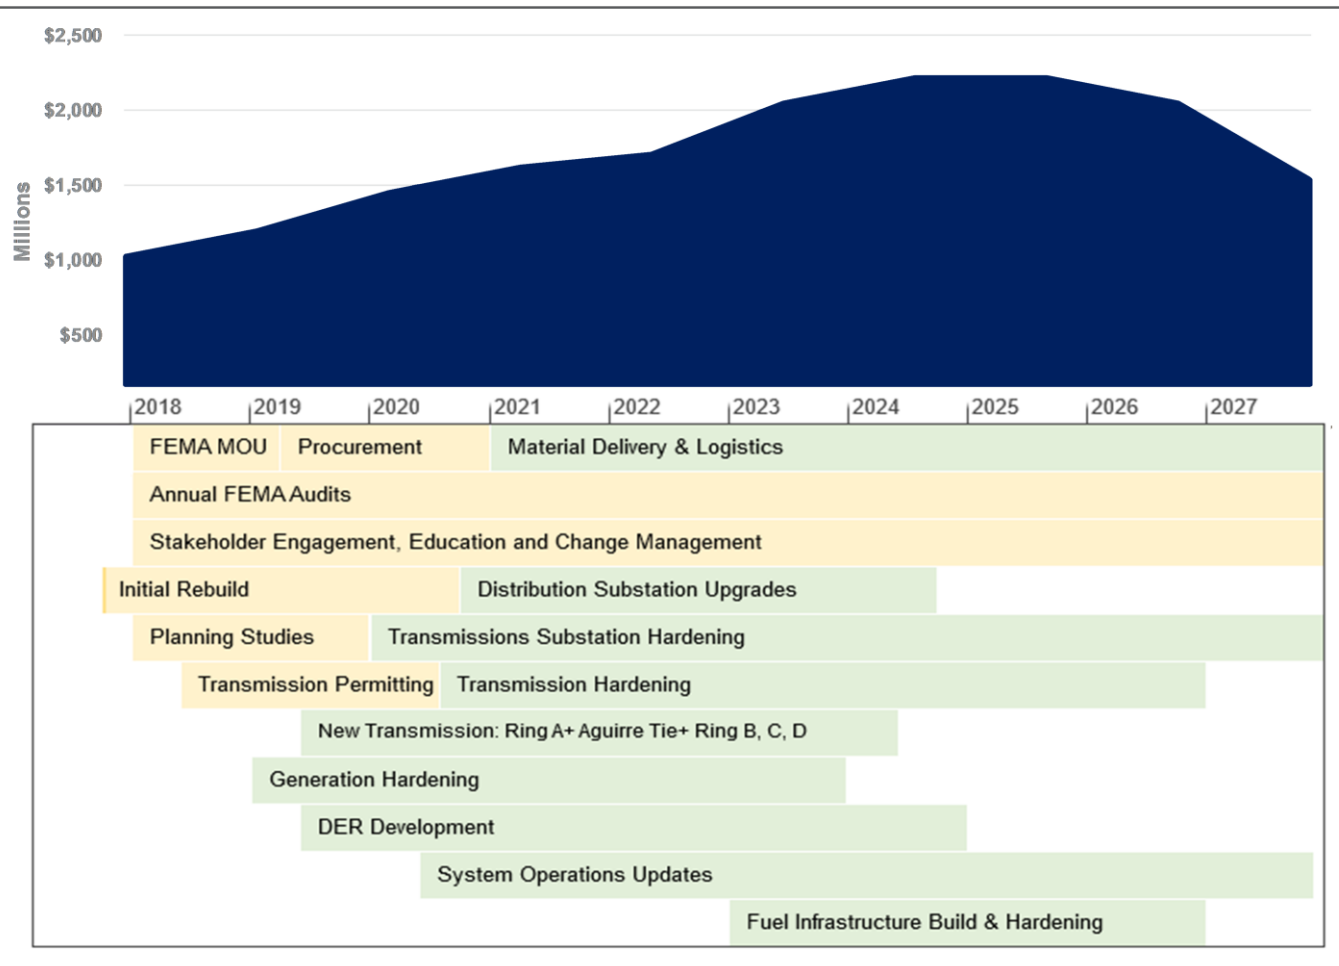 $2,500
$2,000
$1,500
$1,000
$500
Millions
2018 2019 2020 2021 2022 2023 2024 2025 2026 2027
FEMA MOU Procurement Material Delivery & Logistics
Annual FEMA Audits
Stakeholder Engagement, Education and Change Management
Initial Rebuild Distribution Substation Upgrades
Planning Studies Transmissions Substation Hardening
Transmission Permitting Transmission Hardening
New Transmission: Ring A+ Aguirre Tie+ Ring B, C, D
Generation Hardening
DER Development
System Operations Updates
Fuel Infrastructure Build & Hardening